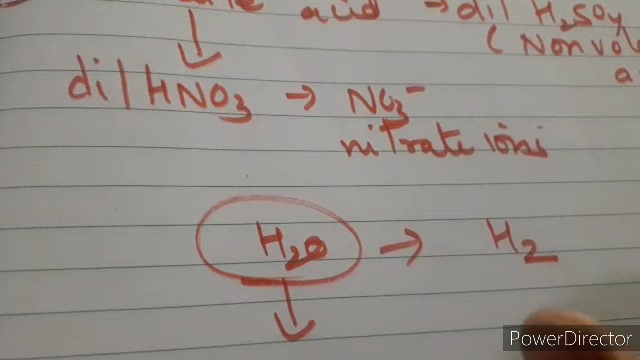 acid → dil H2SO4
(Nonvol
a
dil HNO3 → NO3⁻
nitrate ions
H2O → H2
PowerDirector